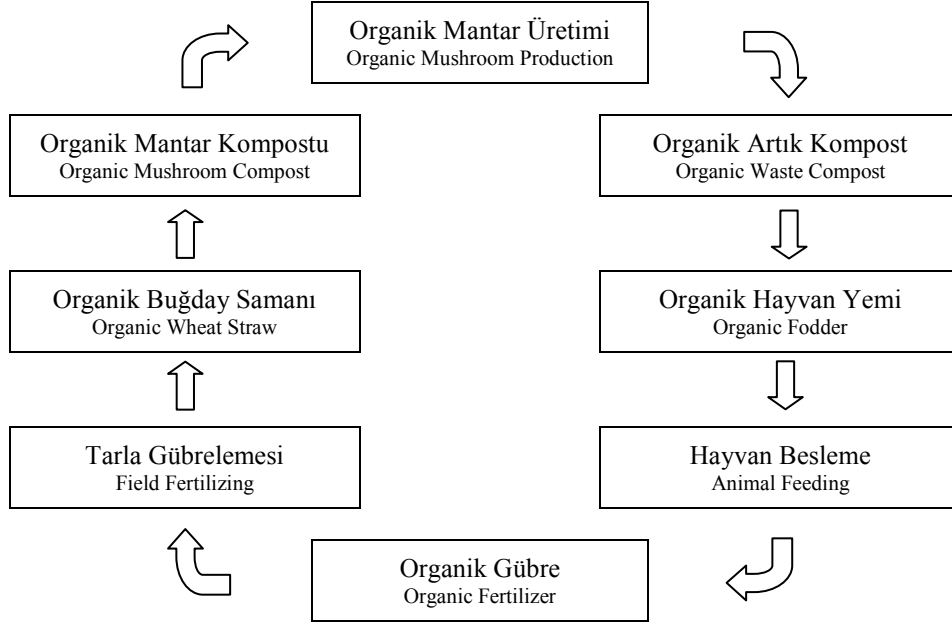 Organik Mantar Üretimi
Organic Mushroom Production
Organik Mantar Kompostu
Organic Mushroom Compost
Organik Artık Kompost
Organic Waste Compost
Organik Buğday Samanı
Organic Wheat Straw
Organik Hayvan Yemi
Organic Fodder
Tarla Gübrelemesi
Field Fertilizing
Hayvan Besleme
Animal Feeding
Organik Gübre
Organic Fertilizer